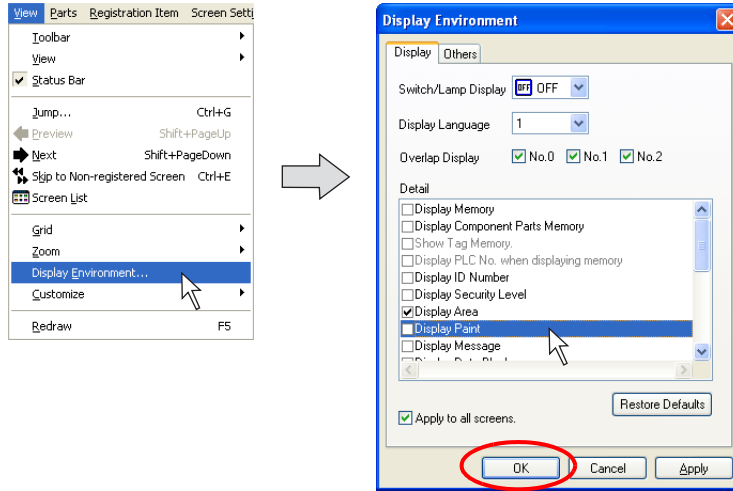 View Parts Registration Item Screen Setti
Toolbar
View
Status Bar
Jump... Ctrl+G
Preview Shift+PageUp
Next Shift+PageDown
Skip to Non-registered Screen Ctrl+E
Screen List
Grid
Zoom
Display Environment...
Customize
Redraw F5
Display Environment
Display Others
Switch/Lamp Display OFF OFF
Display Language 1
Overlap Display No.0 No.1 No.2
Detail
Display Memory
Display Component Parts Memory
Show Tag Memory.
Display PLC No. when displaying memory
Display ID Number
Display Security Level
Display Area
Display Paint
Display Message
Apply to all screens.
Restore Defaults
OK Cancel Apply